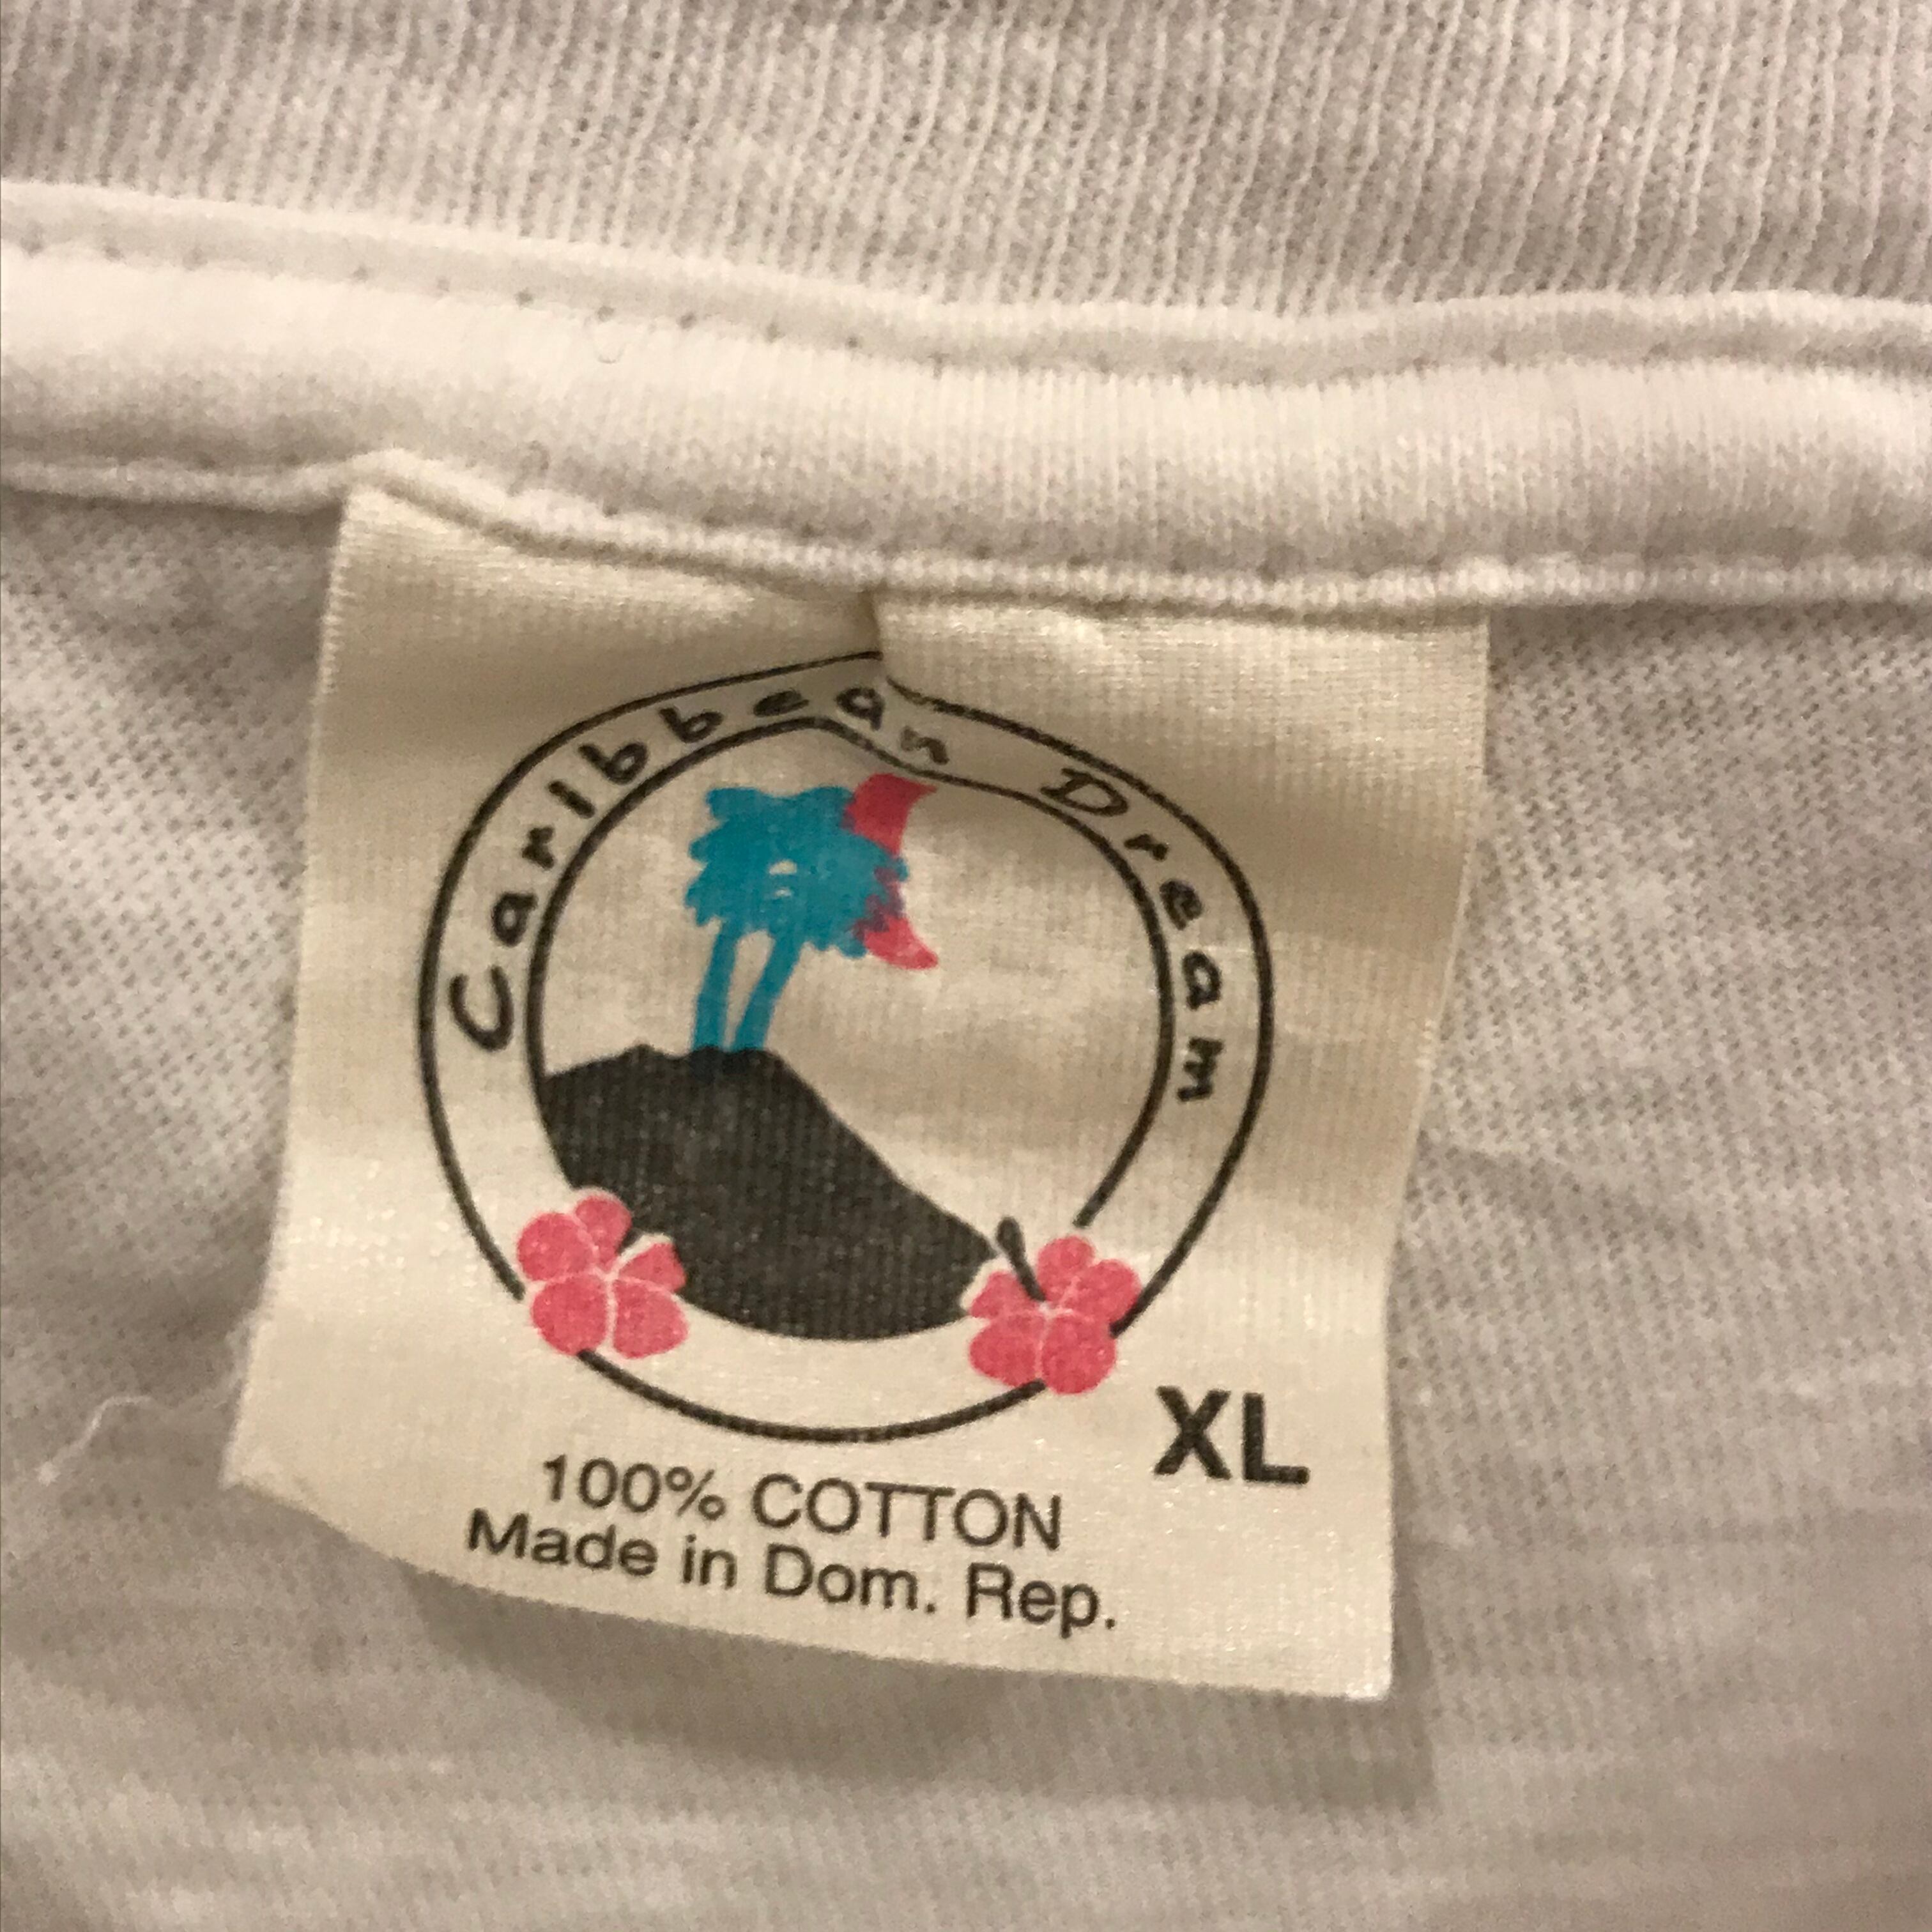 Caribbean Dream
XL
100% COTTON
Made in Dom. Rep.